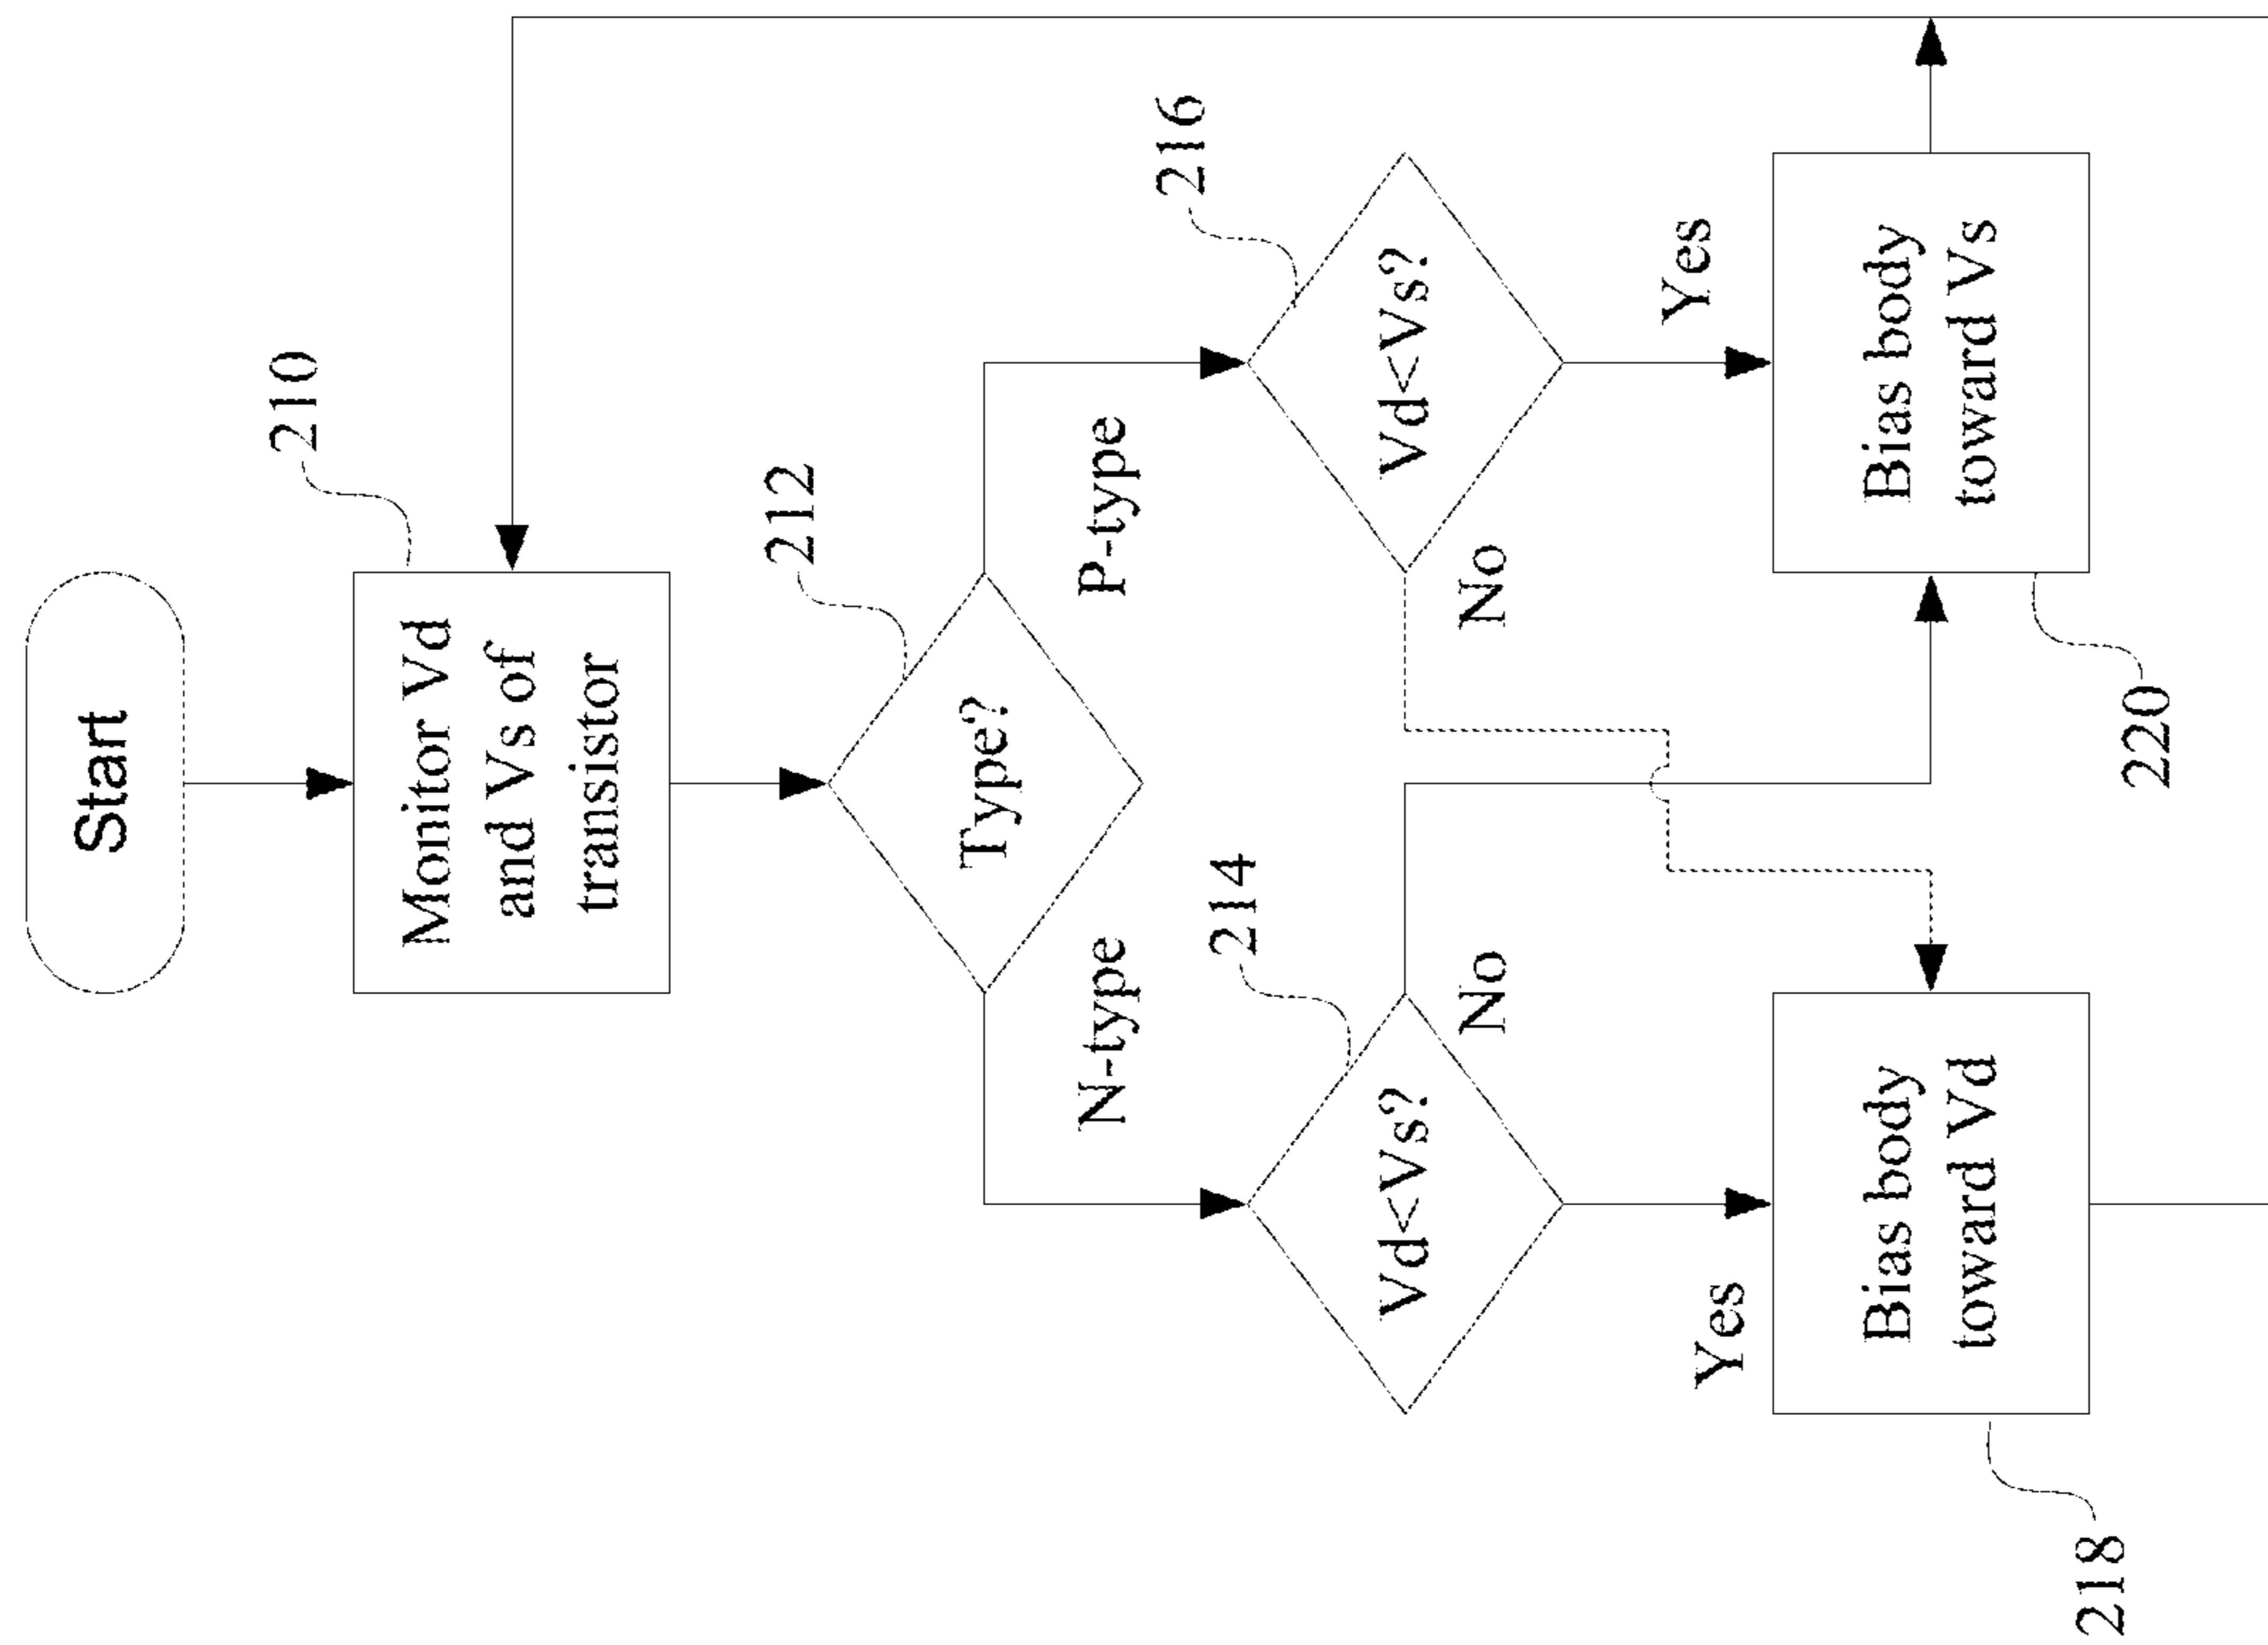 Start
210
Monitor Vd
and Vs of
transistor
212
Type?
N-type
P-type
214
216
Vd<Vs?
Vd<Vs?
No
No
Yes
Yes
Bias body
toward Vd
Bias body
toward Vs
218
220